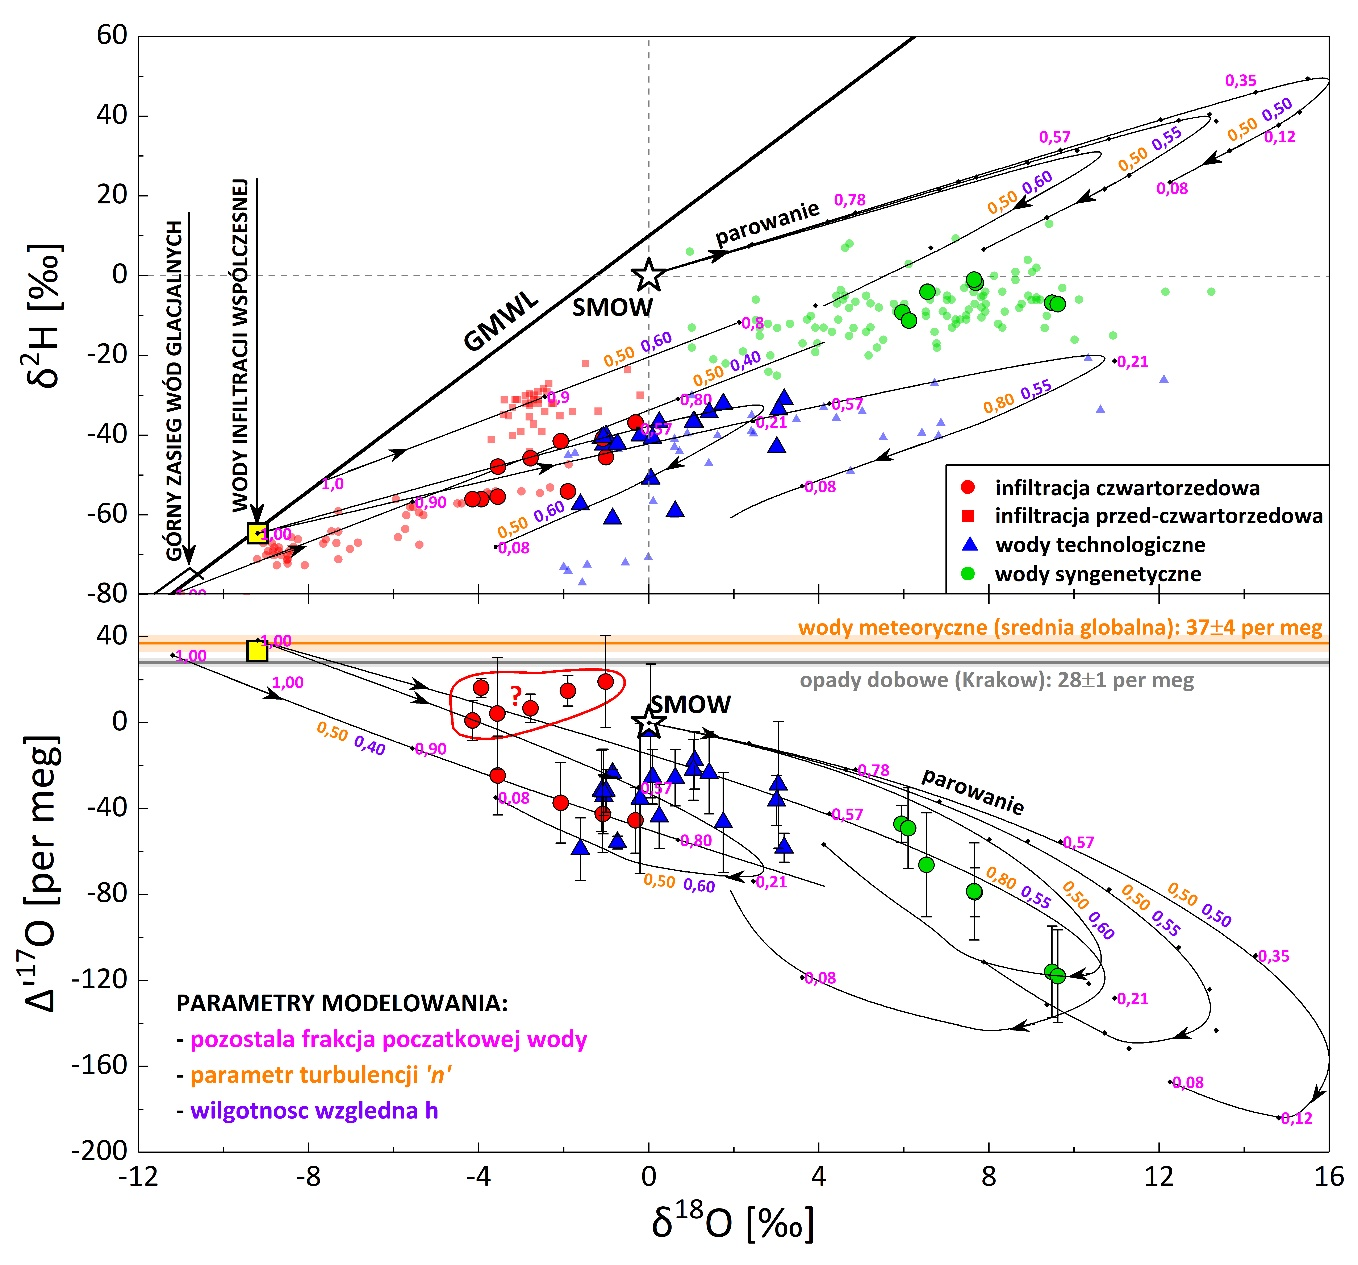 60
40
20
0
-20
-40
-60
-80
δ²H [‰]
GÓRNY ZASIEG WÓD GLACJALNYCH
WODY INFILTRACJI WSPÓLCZESNEJ
GMWL
SMOW
parowanie
0,35
0,50 0,50
0,12
0,57
0,50 0,55
0,08
0,78
0,50 0,60
0,8
0,50 0,60
0,50 0,40
0,21
0,9
0,80
0,57
0,80 0,55
0,57
0,21
1,0
0,90
0,08
0,50 0,60
0,08
1,00
infiltracja czwartorzedowa
infiltracja przed-czwartorzedowa
wody technologiczne
wody syngenetyczne
40
0
-40
-80
-120
-160
-200
Δ'¹⁷O [per meg]
wody meteoryczne (srednia globalna): 37±4 per meg
opady dobowe (Krakow): 28±1 per meg
1,00
1,00
1,00
?
SMOW
0,50 0,40
0,90
0,78
parowanie
0,08
0,57
0,57
0,80
0,57
0,50 0,60
0,21
0,80 0,55
0,50 0,60
0,50 0,55
0,50 0,50
0,35
0,08
0,21
0,08
0,12
PARAMETRY MODELOWANIA:
- pozostala frakcja poczatkowej wody
- parametr turbulencji 'n'
- wilgotnosc wzgledna h
-12 -8 -4 0 4 8 12 16
δ¹⁸O [‰]